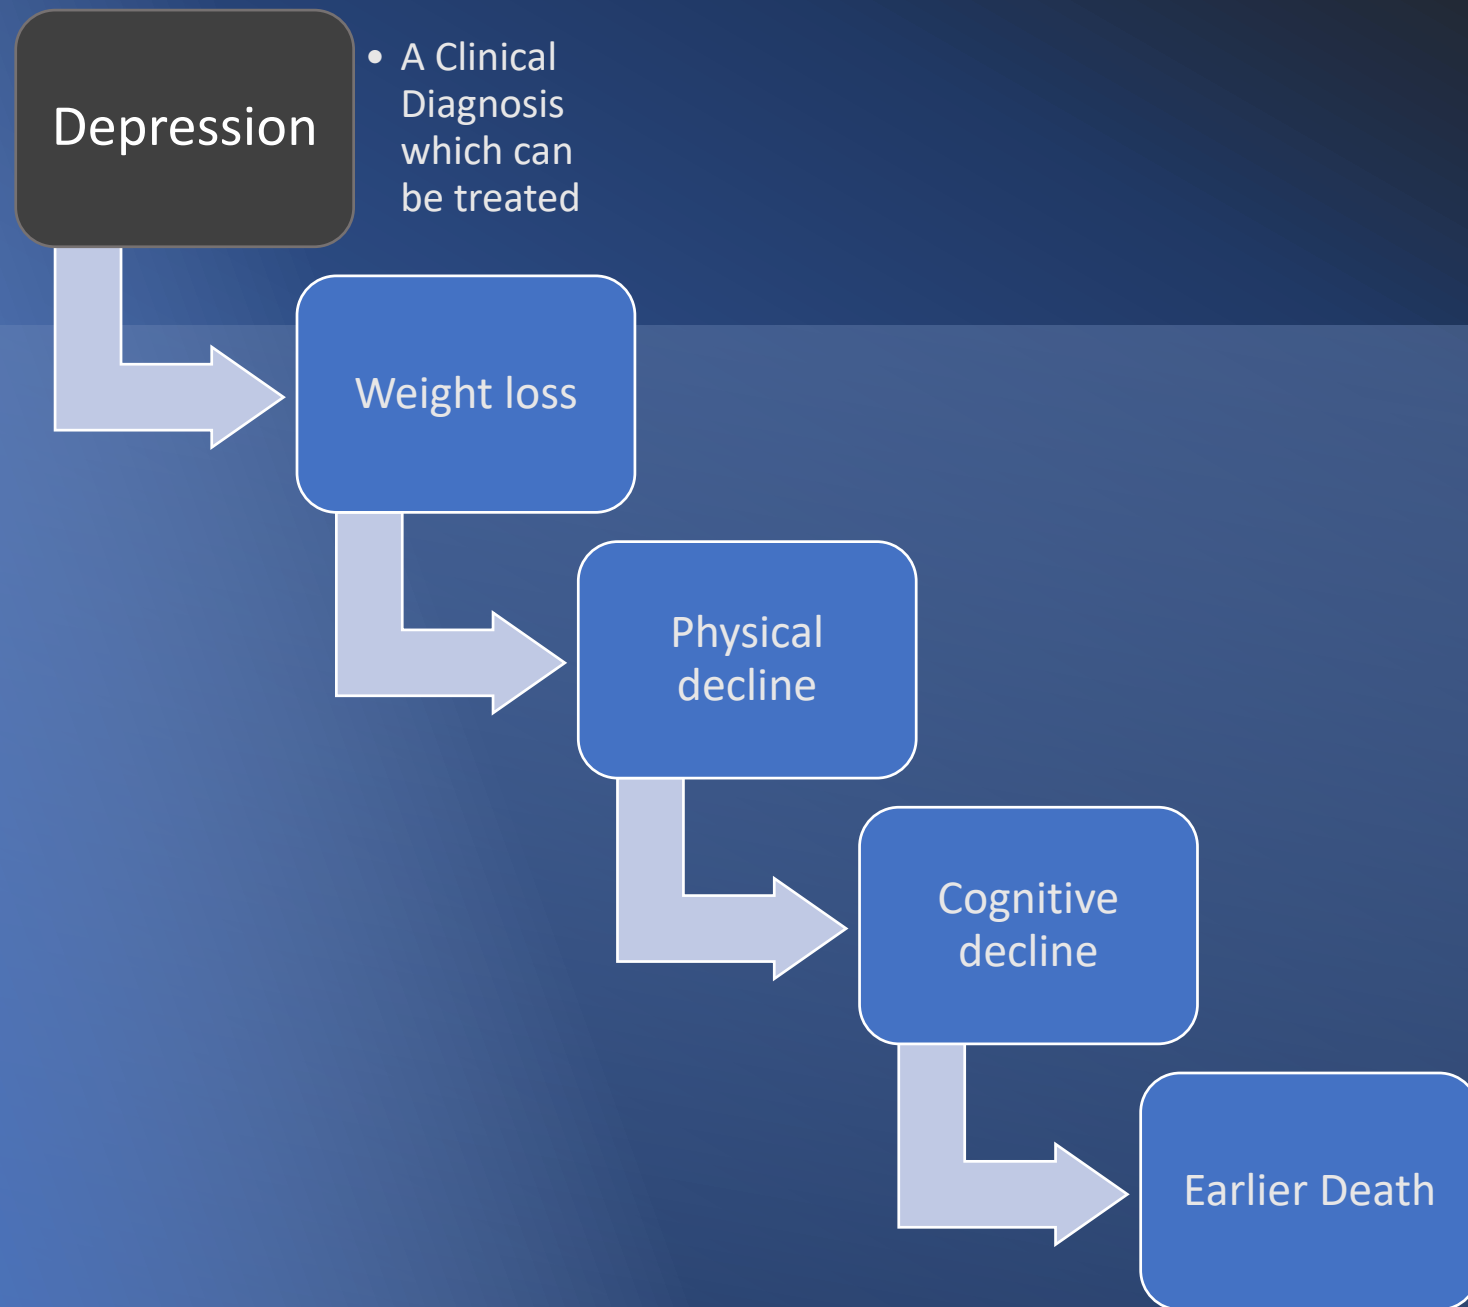 Depression
• A Clinical
Diagnosis
which can
be treated
Weight loss
Physical
decline
Cognitive
decline
Earlier Death